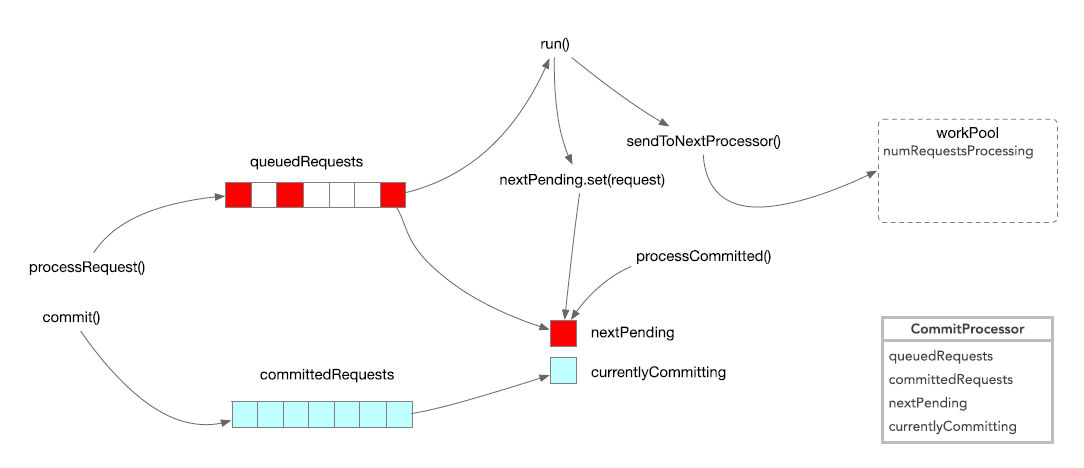 run()
sendToNextProcessor()
workPool
numRequestsProcessing
queuedRequests
nextPending.set(request)
processRequest()
processCommitted()
commit()
nextPending
committedRequests
currentlyCommitting
CommitProcessor
queuedRequests
committedRequests
nextPending
currentlyCommitting